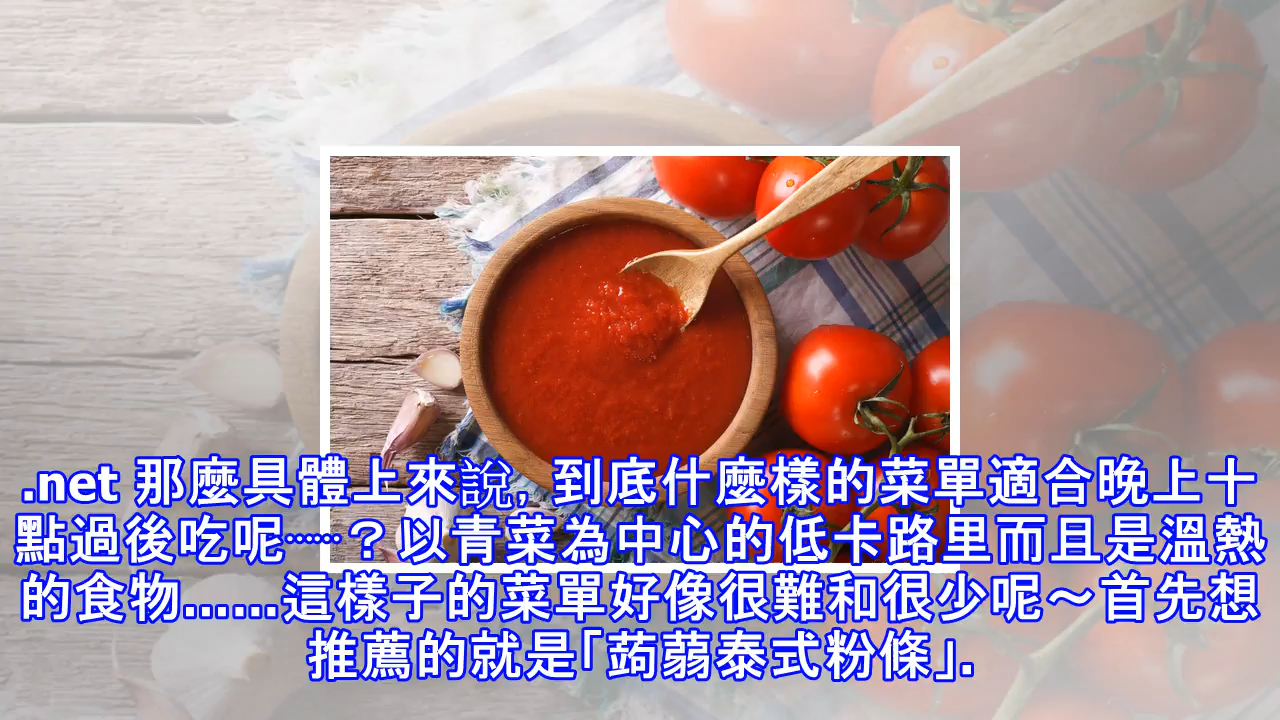 .net 那麼具體上來說，到底什麼樣的菜單適合晚上十
點過後吃呢……？以青菜為中心的低卡路里而且是溫熱
的食物......這樣子的菜單好像很難和很少呢～首先想
推薦的就是「蒟蒻泰式粉條」.